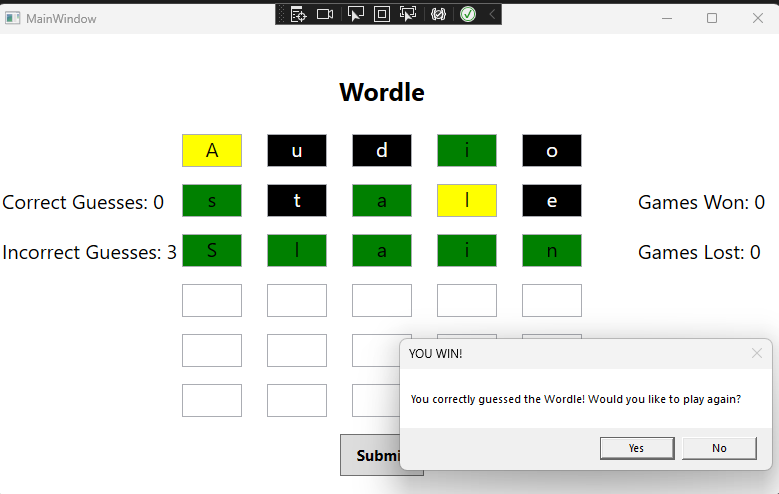 MainWindow
Wordle
A u d i o
Correct Guesses: 0 s t a l e Games Won: 0
Incorrect Guesses: 3 S l a i n Games Lost: 0
YOU WIN!
You correctly guessed the Wordle! Would you like to play again?
Yes No
Submi